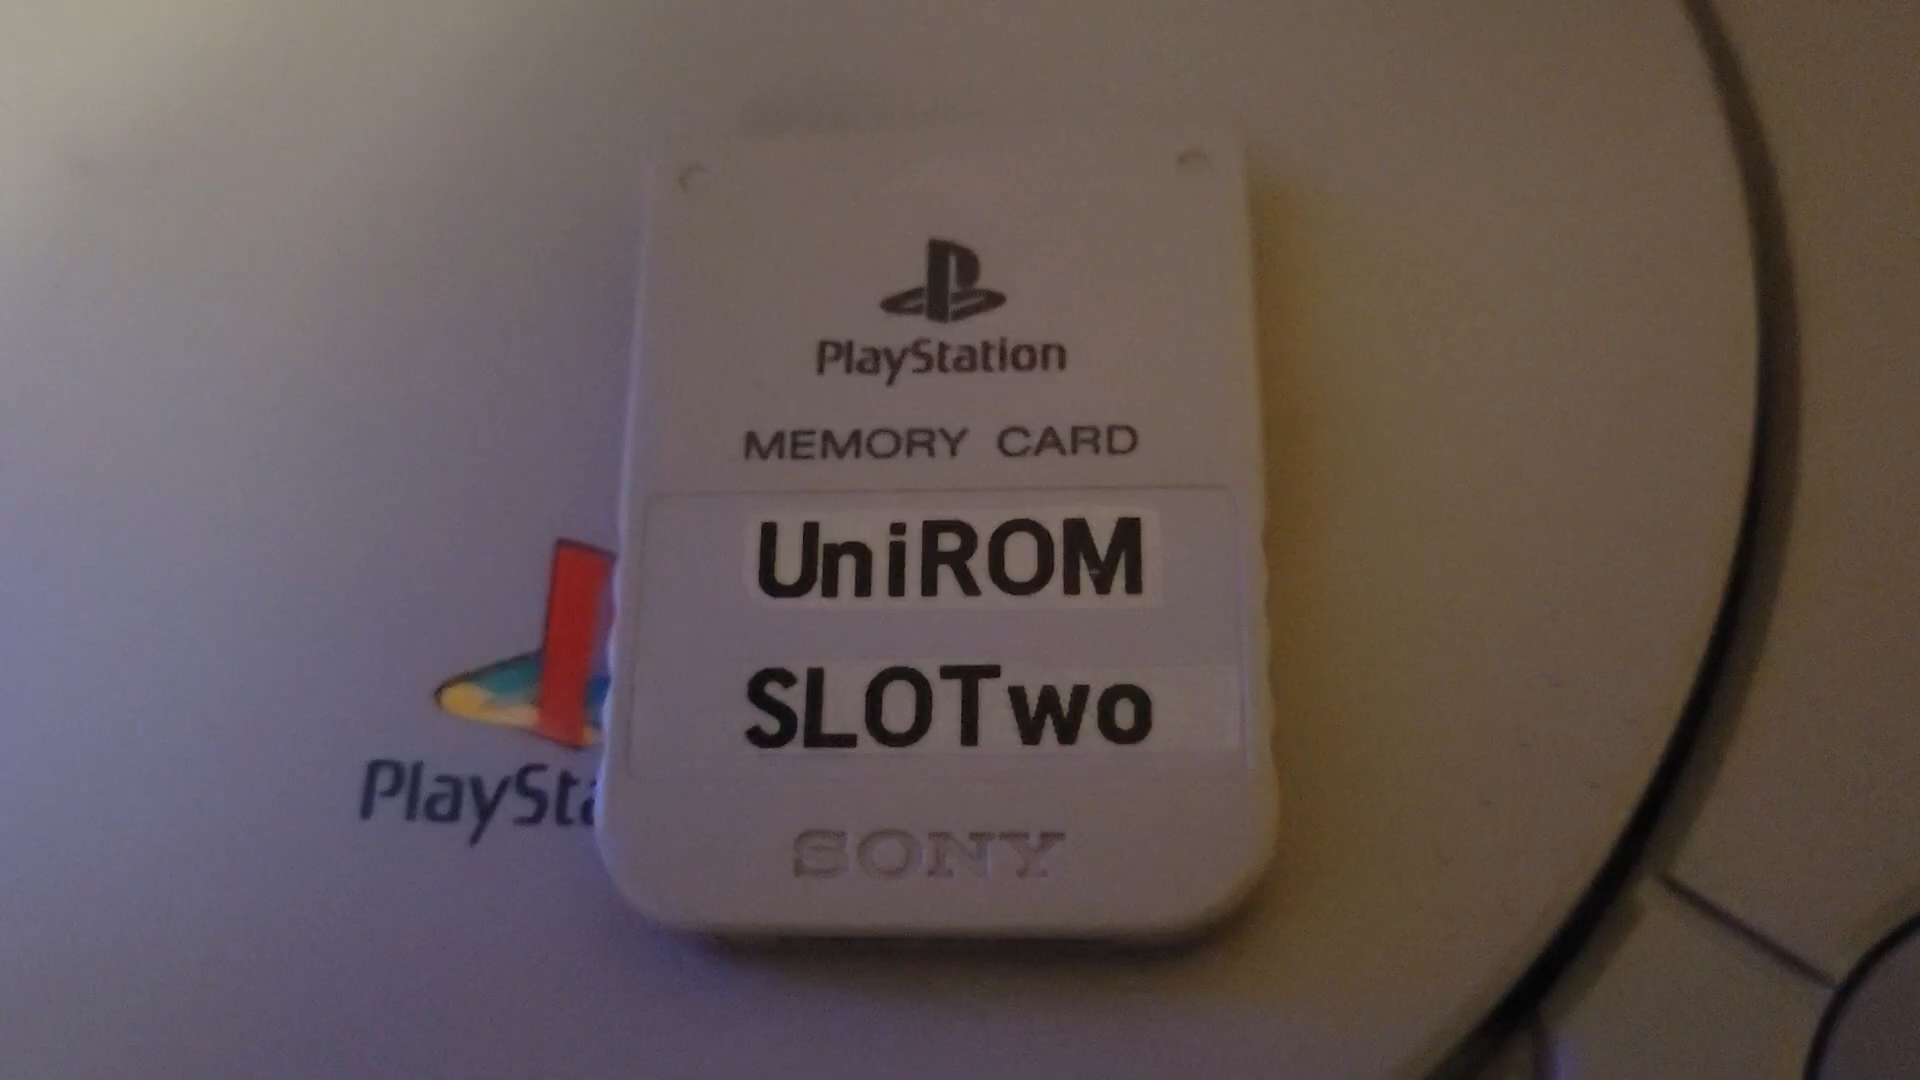 PlayStation
MEMORY CARD
UniROM
SLOTwo
SONY
PlaySta